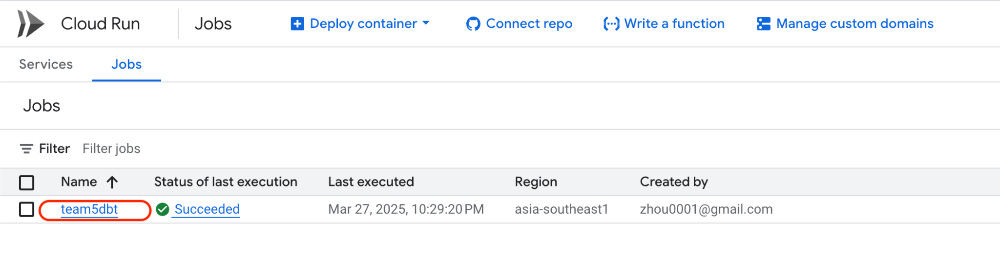 Cloud Run Jobs Deploy container Connect repo Write a function Manage custom domains
Services Jobs
Jobs
Filter Filter jobs
Name Status of last execution Last executed Region Created by
team5dbt Succeeded Mar 27, 2025, 10:29:20 PM asia-southeast1 zhou0001@gmail.com